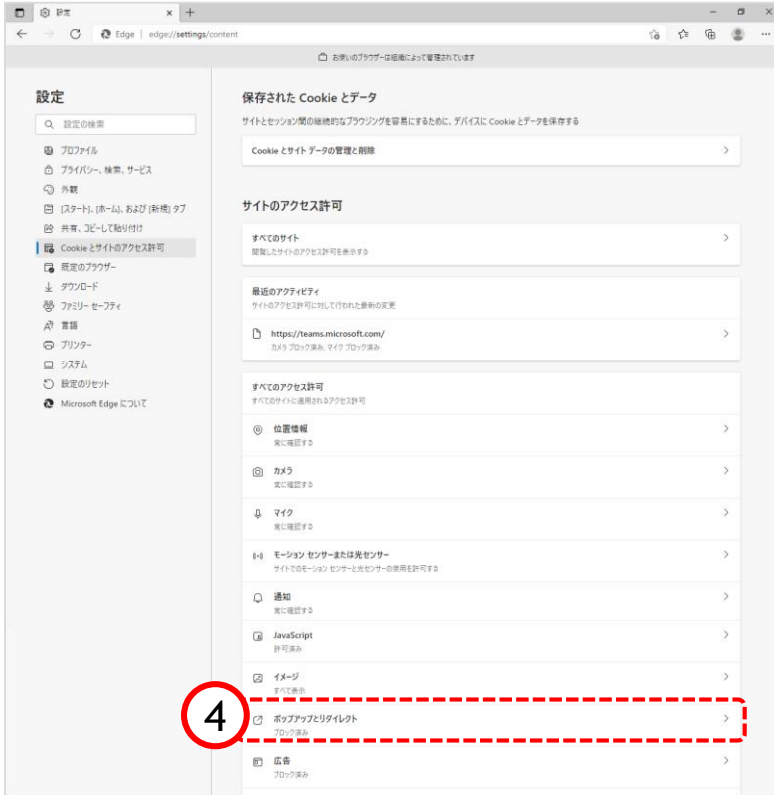 設定
Edge | edge://settings/content
お使いのブラウザーは組織によって管理されています
設定
設定の検索
プロファイル
プライバシー、検索、サービス
外観
[スタート]、[ホーム]、および [新規] タブ
共有、コピーして貼り付け
Cookie とサイトのアクセス許可
既定のブラウザー
ダウンロード
ファミリー セーフティ
言語
プリンター
システム
設定のリセット
Microsoft Edge について
保存された Cookie とデータ
サイトとセッション間の継続的なブラウジングを容易にするために、デバイスに Cookie とデータを保存する
Cookie とサイト データの管理と削除
サイトのアクセス許可
すべてのサイト
閲覧したサイトのアクセス許可を表示する
最近のアクティビティ
サイトのアクセス許可に対して行われた最新の変更
https://teams.microsoft.com/
カメラ ブロック済み, マイク ブロック済み
すべてのアクセス許可
すべてのサイトに適用されるアクセス許可
位置情報
常に確認する
カメラ
常に確認する
マイク
常に確認する
モーション センサーまたは光センサー
サイトでのモーション センサーと光センサーの使用を許可する
通知
常に確認する
JavaScript
許可済み
イメージ
すべて表示
4
ポップアップとリダイレクト
ブロック済み
広告
ブロック済み